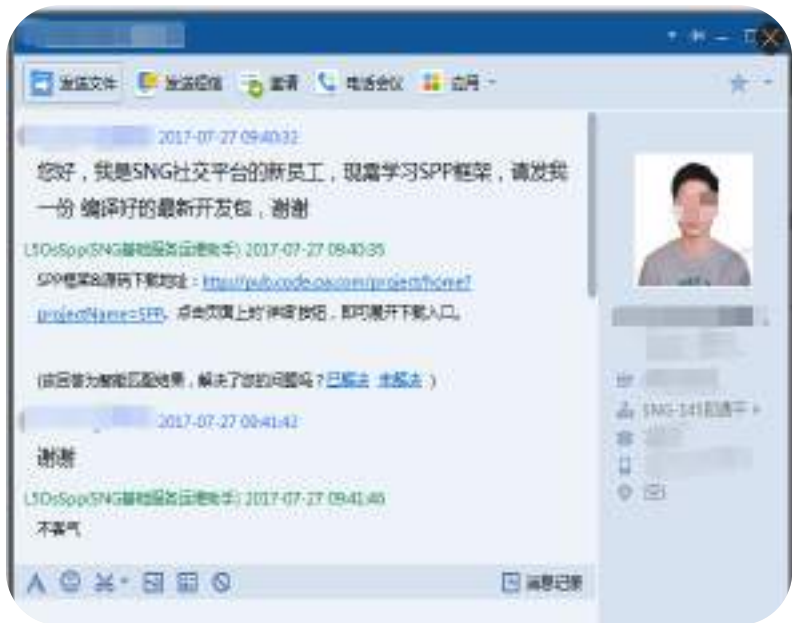 发送文件 发送短信 邀请 电话会议 应用
2017-07-27 09:40:32
您好，我是SNG社交平台的新员工，现需学习SPP框架，请发我
一份 编译好的最新开发包，谢谢
L5OsSpp(SNG基础服务运维助手) 2017-07-27 09:40:35
SPP框架&源码下载地址：http://pub.code.oa.com/project/home?
projectName=SPP。点击页面上的'详细'按钮，即可展开下载入口。
(该回答为智能匹配结果，解决了您的问题吗？已解决 未解决 )
2017-07-27 09:41:42
谢谢
L5OsSpp(SNG基础服务运维助手) 2017-07-27 09:41:46
不客气
消息记录